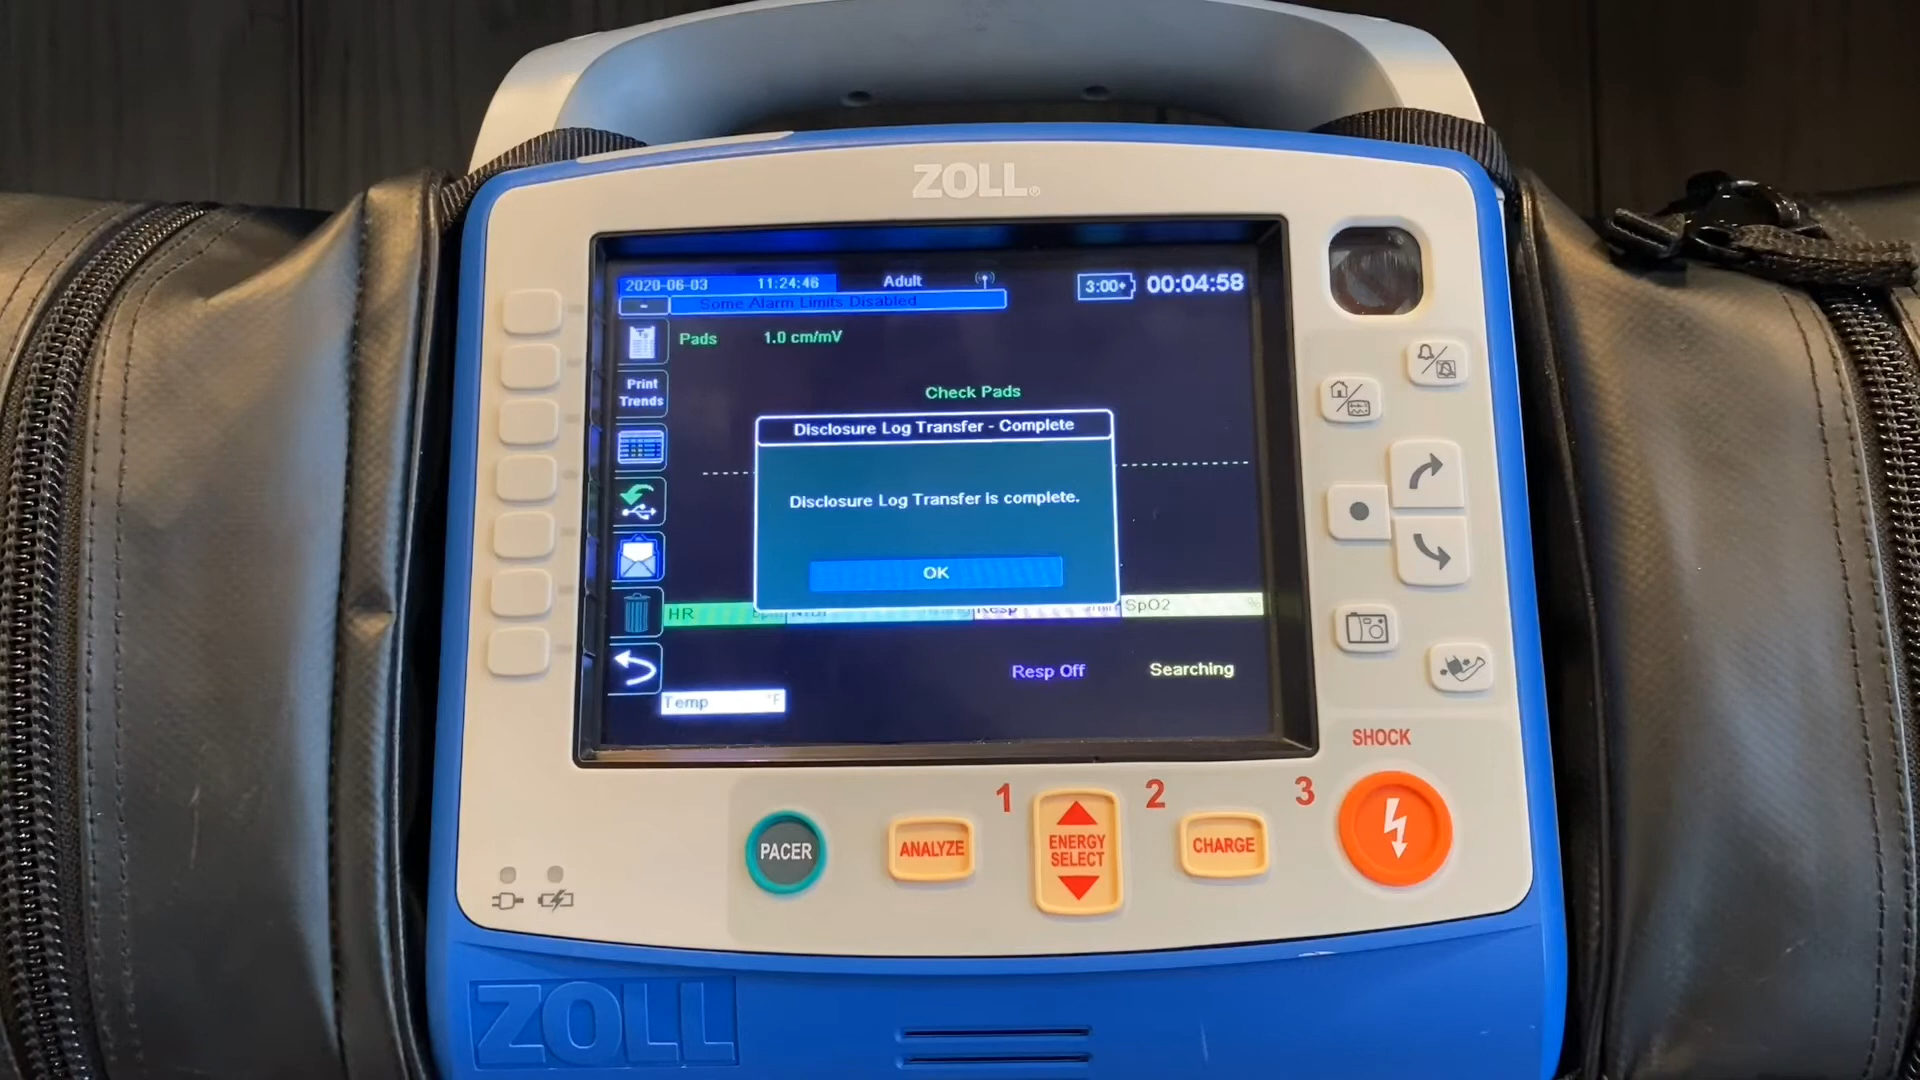 ZOLL®
2020-06-03 11:24:46 Adult 3:00+ 00:04:58
- Some Alarm Limits Disabled
Pads 1.0 cm/mV
Print
Trends
Check Pads
Disclosure Log Transfer - Complete
Disclosure Log Transfer is complete.
OK
HR Resp SpO2 %
Resp Off Searching
Temp °F
SHOCK
1 2 3
PACER ANALYZE ENERGY
SELECT CHARGE
ZOLL